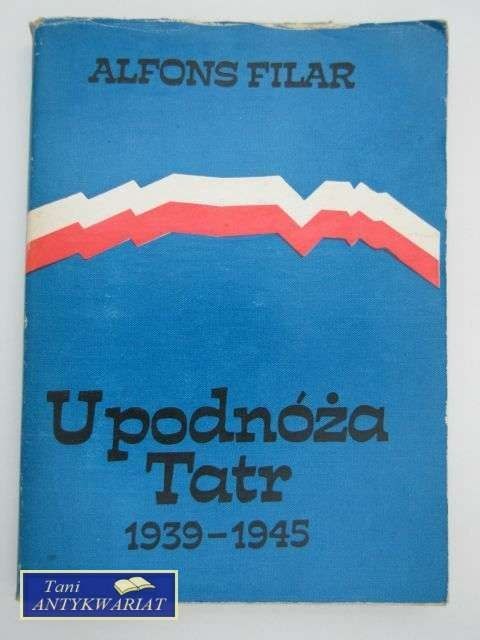 ALFONS FILAR
U podnóża
Tatr
1939-1945
Tani
ANTYKWARIAT